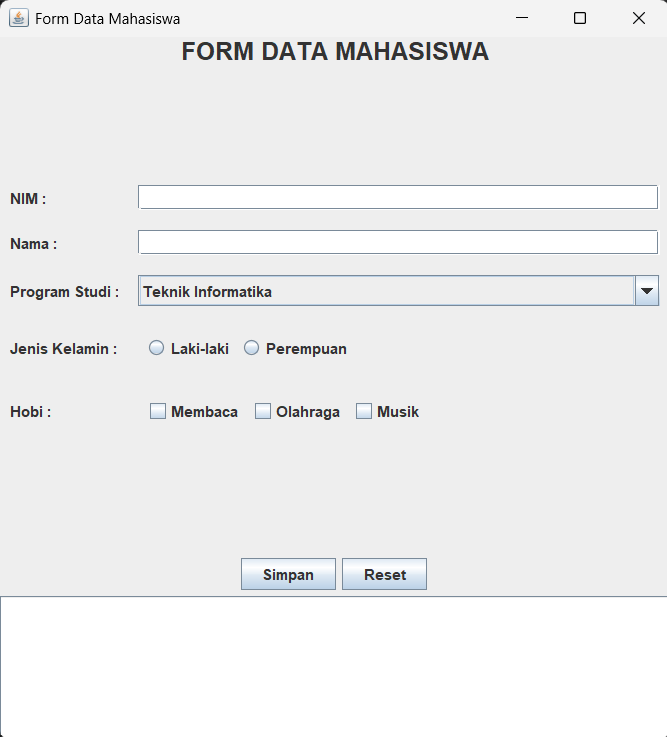 Form Data Mahasiswa
FORM DATA MAHASISWA
NIM :
Nama :
Program Studi : Teknik Informatika
Jenis Kelamin : Laki-laki Perempuan
Hobi : Membaca Olahraga Musik
Simpan Reset